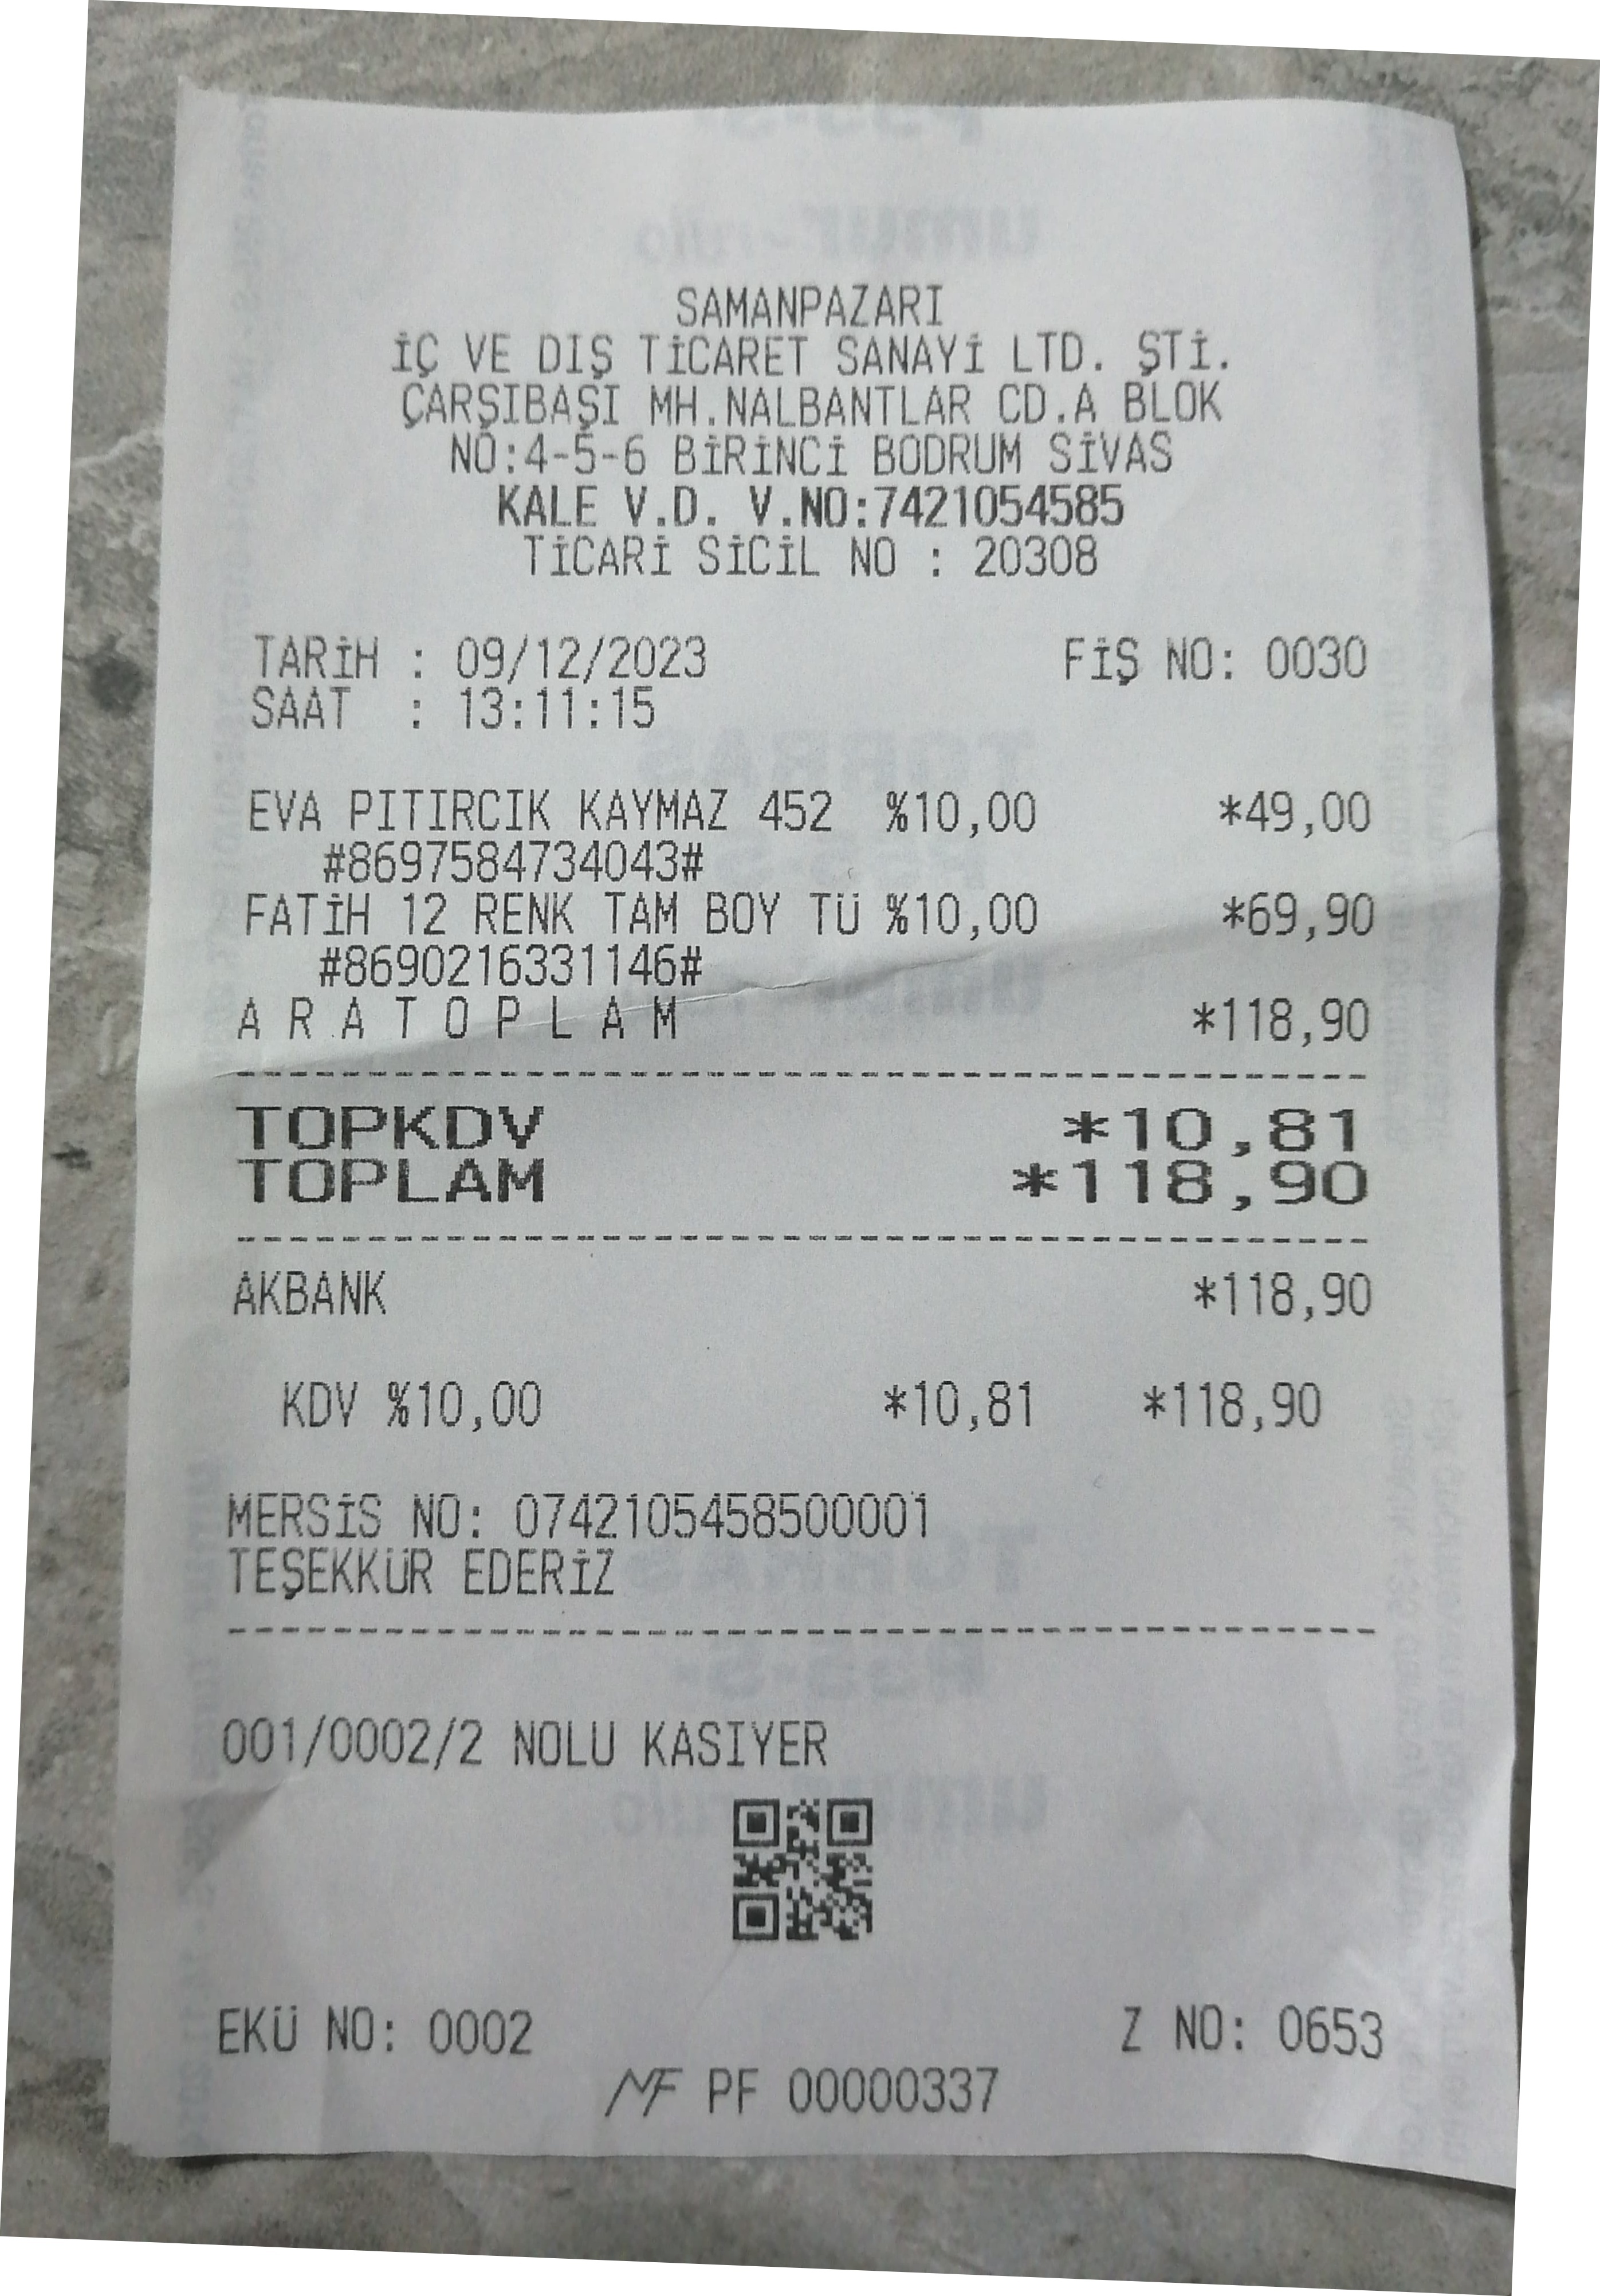 SAMANPAZARI
İÇ VE DIŞ TİCARET SANAYİ LTD. ŞTİ.
ÇARŞIBAŞI MH.NALBANTLAR CD.A BLOK
NO:4-5-6 BİRİNCİ BODRUM SİVAS
KALE V.D. V.NO:7421054585
TİCARİ SİCİL NO : 20308
TARİH : 09/12/2023 FİŞ NO: 0030
SAAT : 13:11:15
EVA PITIRCIK KAYMAZ 452 %10,00 *49,00
#8697584734043#
FATİH 12 RENK TAM BOY TÜ %10,00 *69,90
#8690216331146#
A R A T O P L A M *118,90
TOPKDV *10,81
TOPLAM *118,90
AKBANK *118,90
KDV %10,00 *10,81 *118,90
MERSİS NO: 0742105458500001
TEŞEKKÜR EDERİZ
001/0002/2 NOLU KASIYER
EKÜ NO: 0002 Z NO: 0653
MF PF 00000337